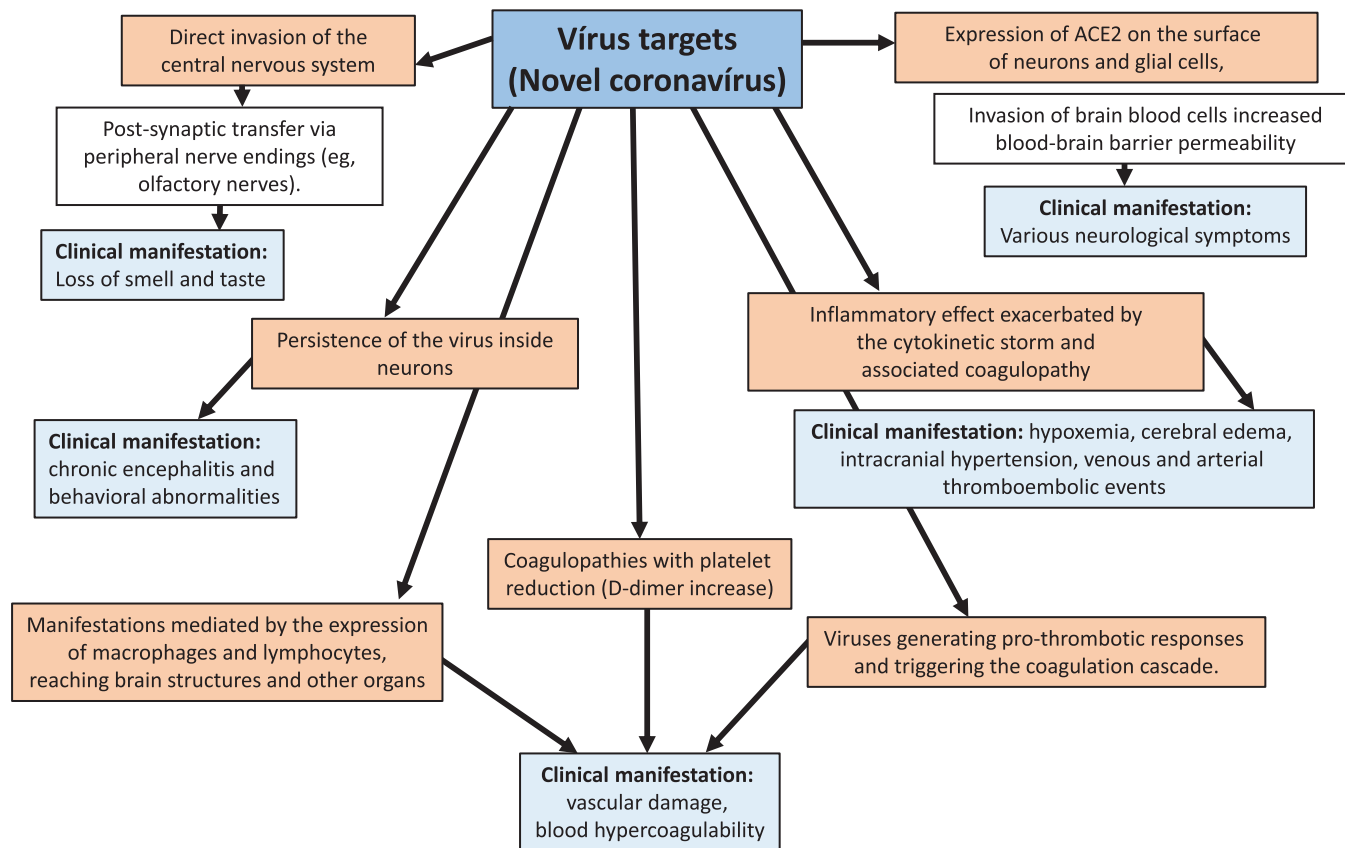 Vírus targets
(Novel coronavírus)
Direct invasion of the
central nervous system
Post-synaptic transfer via
peripheral nerve endings (eg,
olfactory nerves).
Clinical manifestation:
Loss of smell and taste
Expression of ACE2 on the surface
of neurons and glial cells,
Invasion of brain blood cells increased
blood-brain barrier permeability
Clinical manifestation:
Various neurological symptoms
Persistence of the virus inside
neurons
Clinical manifestation:
chronic encephalitis and
behavioral abnormalities
Inflammatory effect exacerbated by
the cytokinetic storm and
associated coagulopathy
Clinical manifestation: hypoxemia, cerebral edema,
intracranial hypertension, venous and arterial
thromboembolic events
Manifestations mediated by the expression
of macrophages and lymphocytes,
reaching brain structures and other organs
Coagulopathies with platelet
reduction (D-dimer increase)
Viruses generating pro-thrombotic responses
and triggering the coagulation cascade.
Clinical manifestation:
vascular damage,
blood hypercoagulability